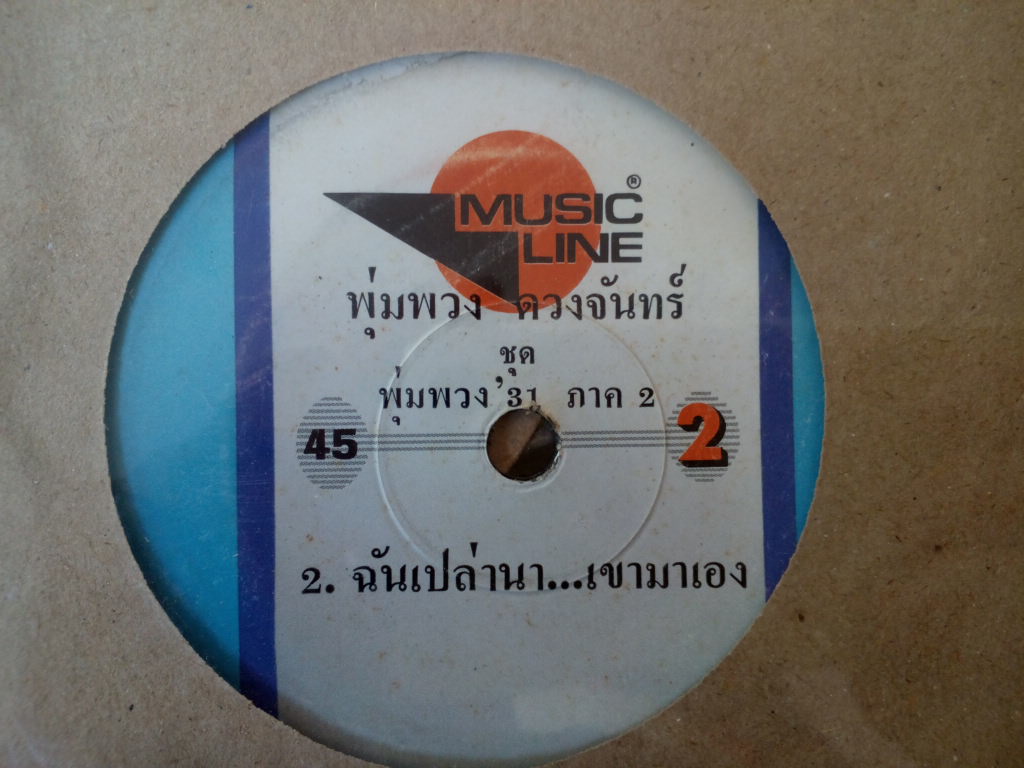 MUSIC ®
LINE
พุ่มพวง ดวงจันทร์
ชุด
พุ่มพวง '31 ภาค 2
45
2
2. ฉันเปล่านา...เขามาเอง